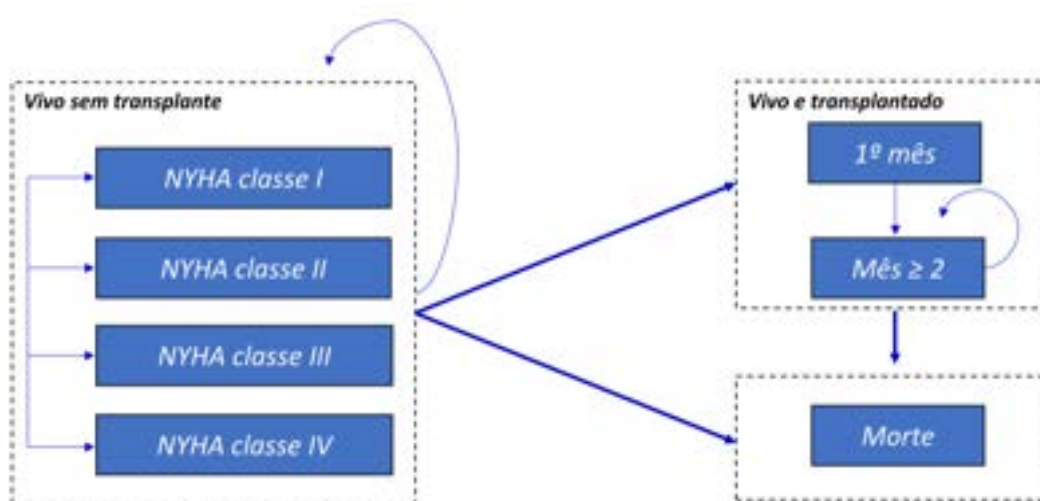 Vivo sem transplante
NYHA classe I
NYHA classe II
NYHA classe III
NYHA classe IV
Vivo e transplantado
1º mês
Mês ≥ 2
Morte